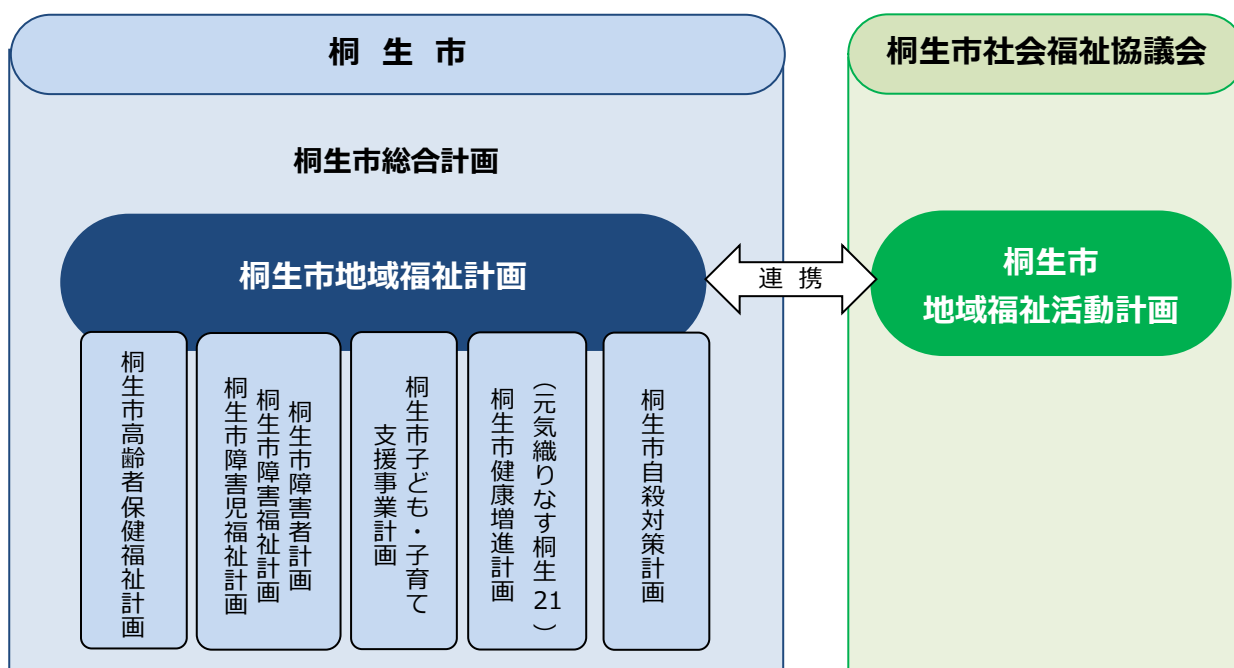 桐生市
桐生市社会福祉協議会
桐生市総合計画
桐生市地域福祉計画
連携
桐生市
地域福祉活動計画
桐生市高齢者保健福祉計画
桐生市障害者計画
桐生市障害福祉計画
桐生市障害児福祉計画
桐生市子ども・子育て
支援事業計画
（元気織りなす桐生21）
桐生市健康増進計画
桐生市自殺対策計画